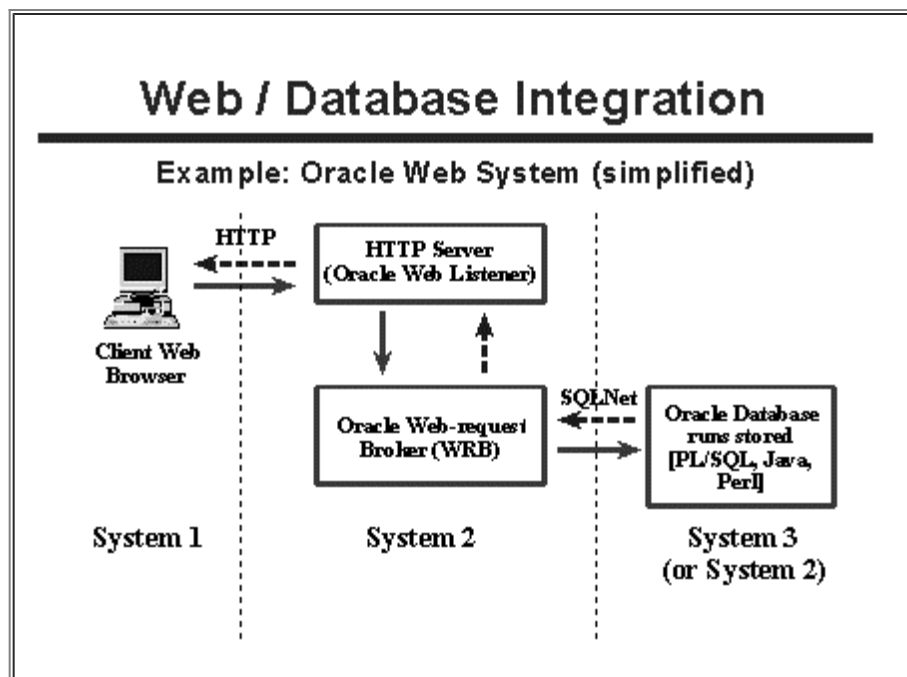 Web / Database Integration
Example: Oracle Web System (simplified)
HTTP
HTTP Server
(Oracle Web Listener)
Client Web
Browser
SQLNet
Oracle Web-request
Broker (WRB)
Oracle Database
runs stored
[PL/SQL, Java,
Perl]
System 1
System 2
System 3
(or System 2)